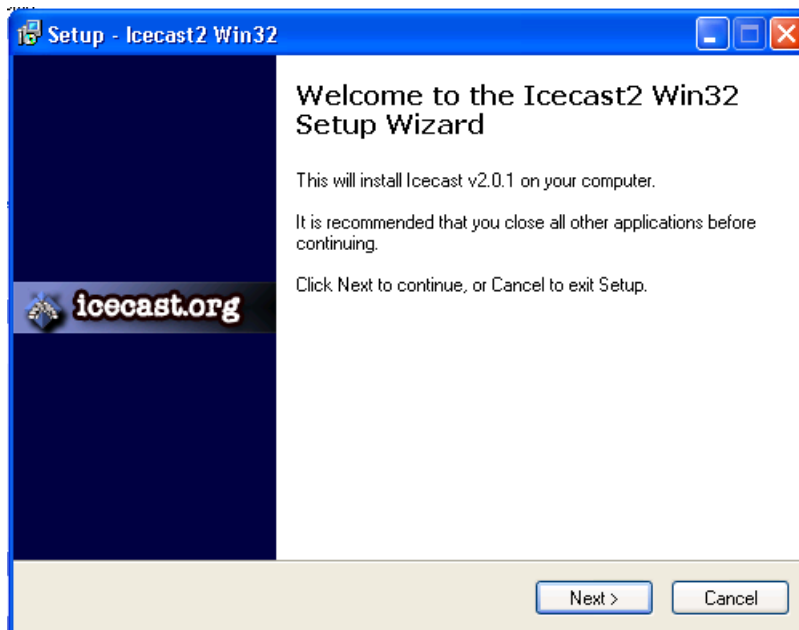 Setup - Icecast2 Win32
Welcome to the Icecast2 Win32
Setup Wizard
This will install Icecast v2.0.1 on your computer.
It is recommended that you close all other applications before
continuing.
Click Next to continue, or Cancel to exit Setup.
icecast.org
Next >
Cancel